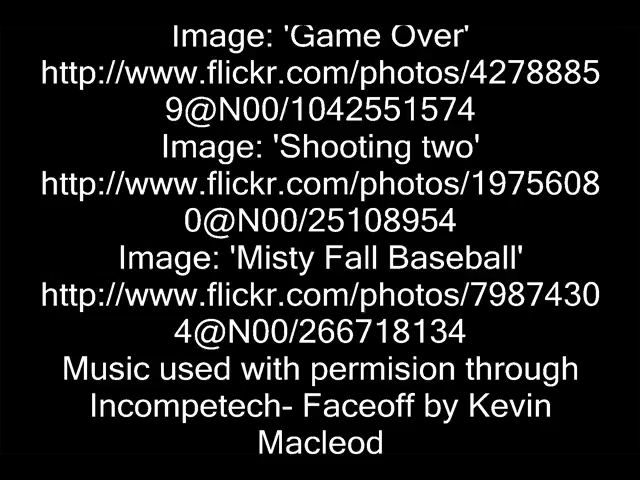 Image: 'Game Over'
http://www.flickr.com/photos/4278885
9@N00/1042551574
Image: 'Shooting two'
http://www.flickr.com/photos/1975608
0@N00/25108954
Image: 'Misty Fall Baseball'
http://www.flickr.com/photos/7987430
4@N00/266718134
Music used with permision through
Incompetech- Faceoff by Kevin
Macleod